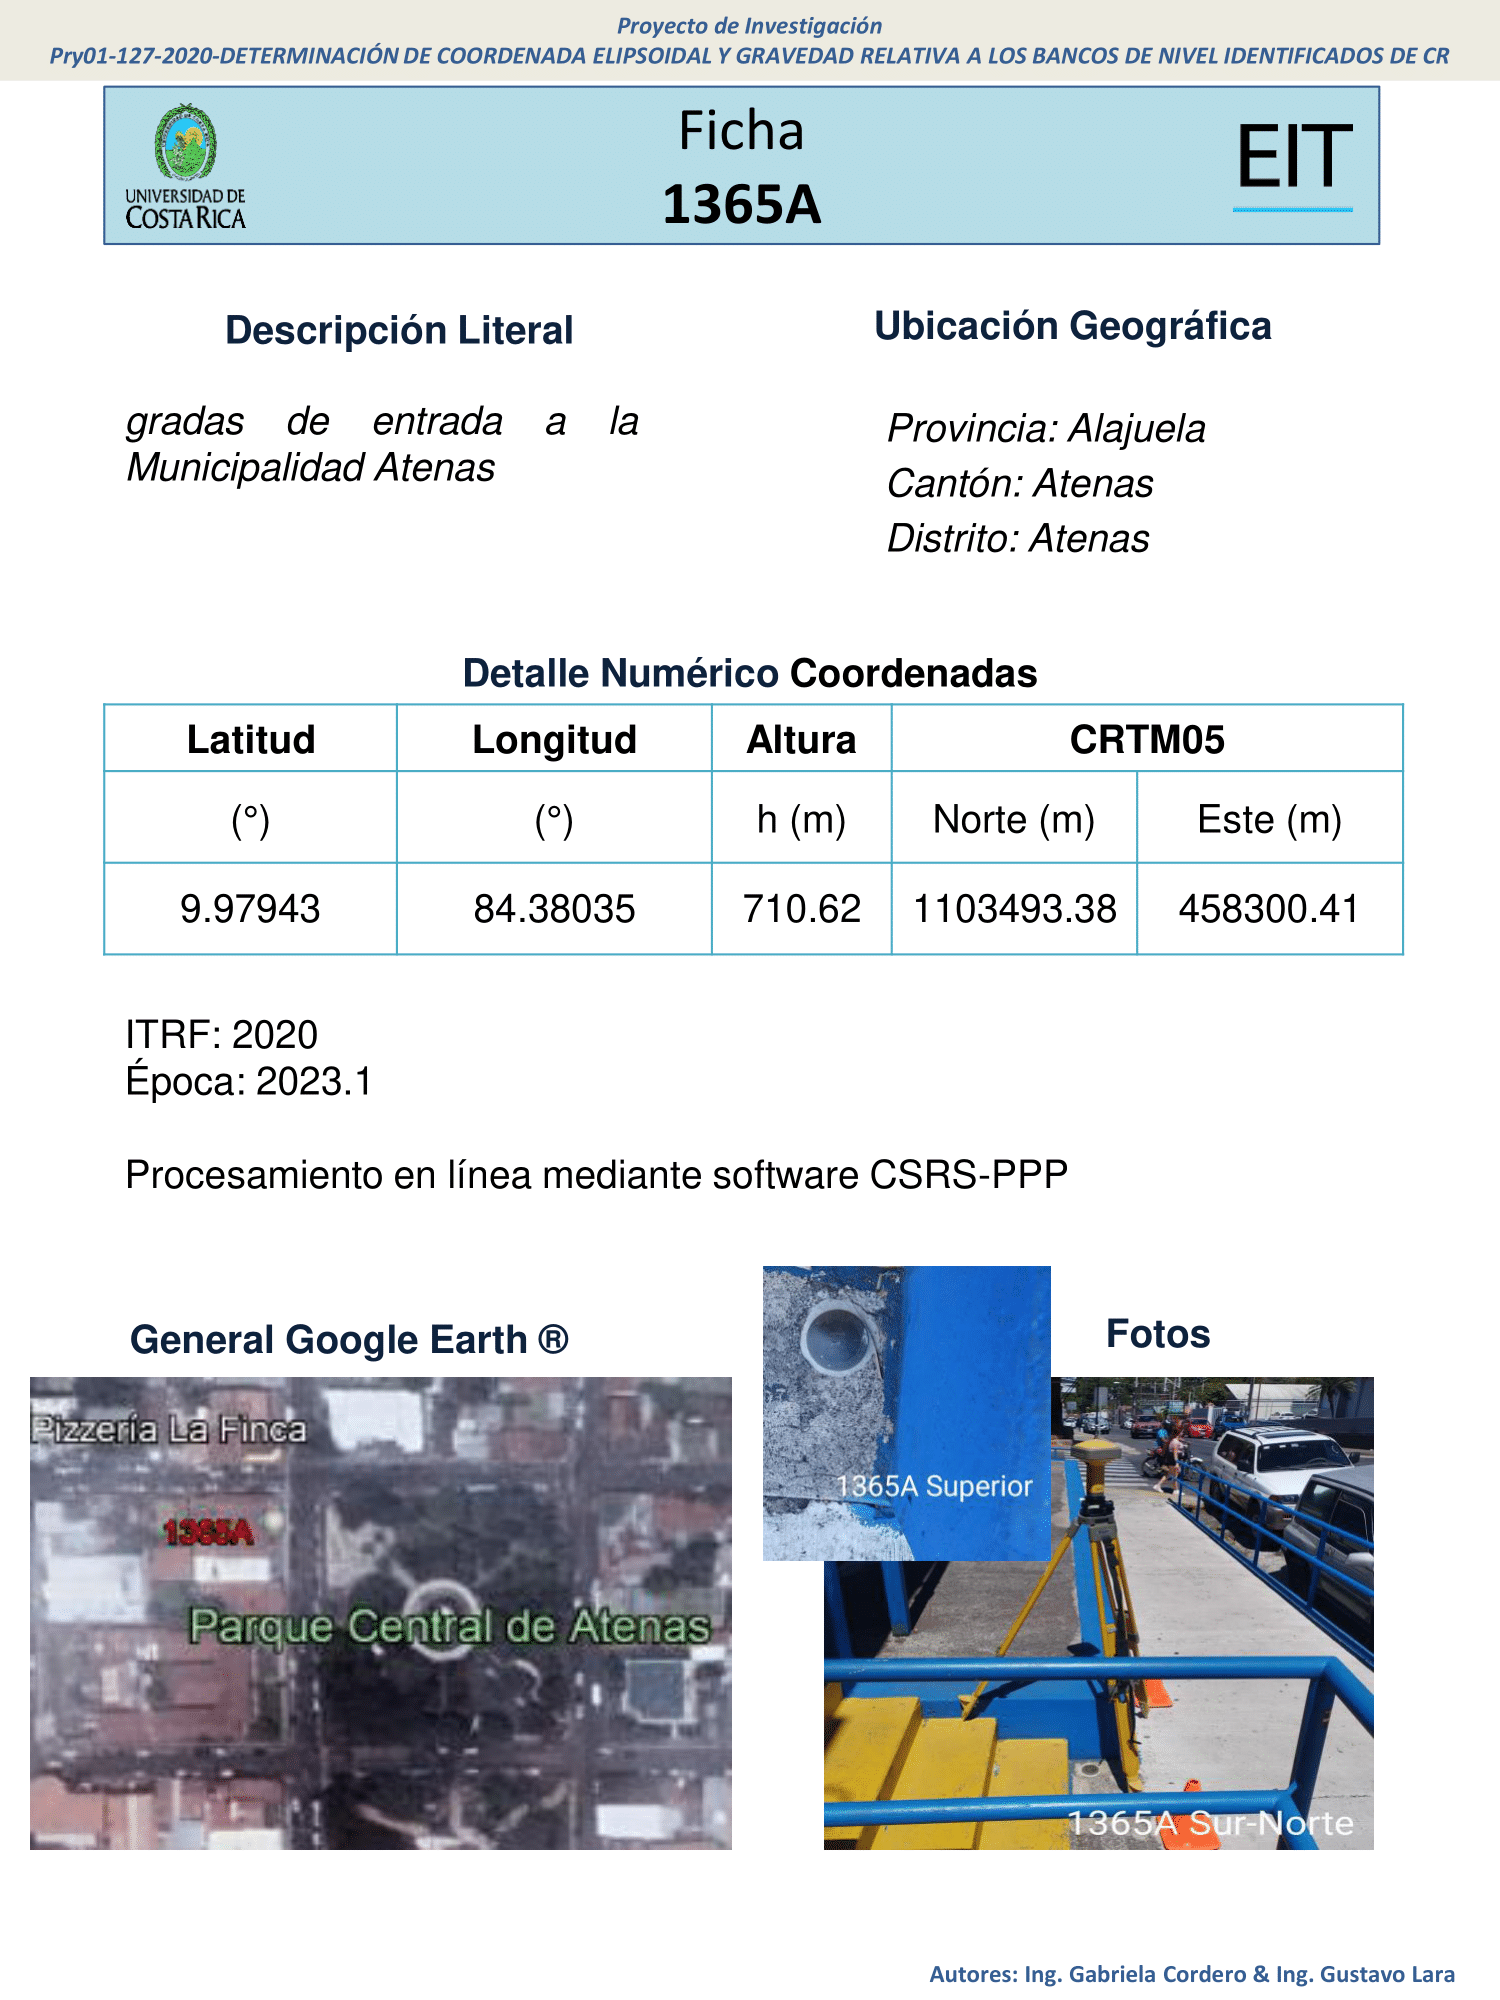 Proyecto de Investigación
Pry01-127-2020-DETERMINACIÓN DE COORDENADA ELIPSOIDAL Y GRAVEDAD RELATIVA A LOS BANCOS DE NIVEL IDENTIFICADOS DE CR
UNIVERSIDAD DE
COSTA RICA
Ficha
1365A
EIT
Descripción Literal
gradas de entrada a la
Municipalidad Atenas
Ubicación Geográfica
Provincia: Alajuela
Cantón: Atenas
Distrito: Atenas
Detalle Numérico Coordenadas
Latitud Longitud Altura CRTM05
(°) (°) h (m) Norte (m) Este (m)
9.97943 84.38035 710.62 1103493.38 458300.41
ITRF: 2020
Época: 2023.1
Procesamiento en línea mediante software CSRS-PPP
General Google Earth ®
Pizzería La Finca
1365A
Parque Central de Atenas
Fotos
1365A Superior
1365A Sur-Norte
Autores: Ing. Gabriela Cordero & Ing. Gustavo Lara